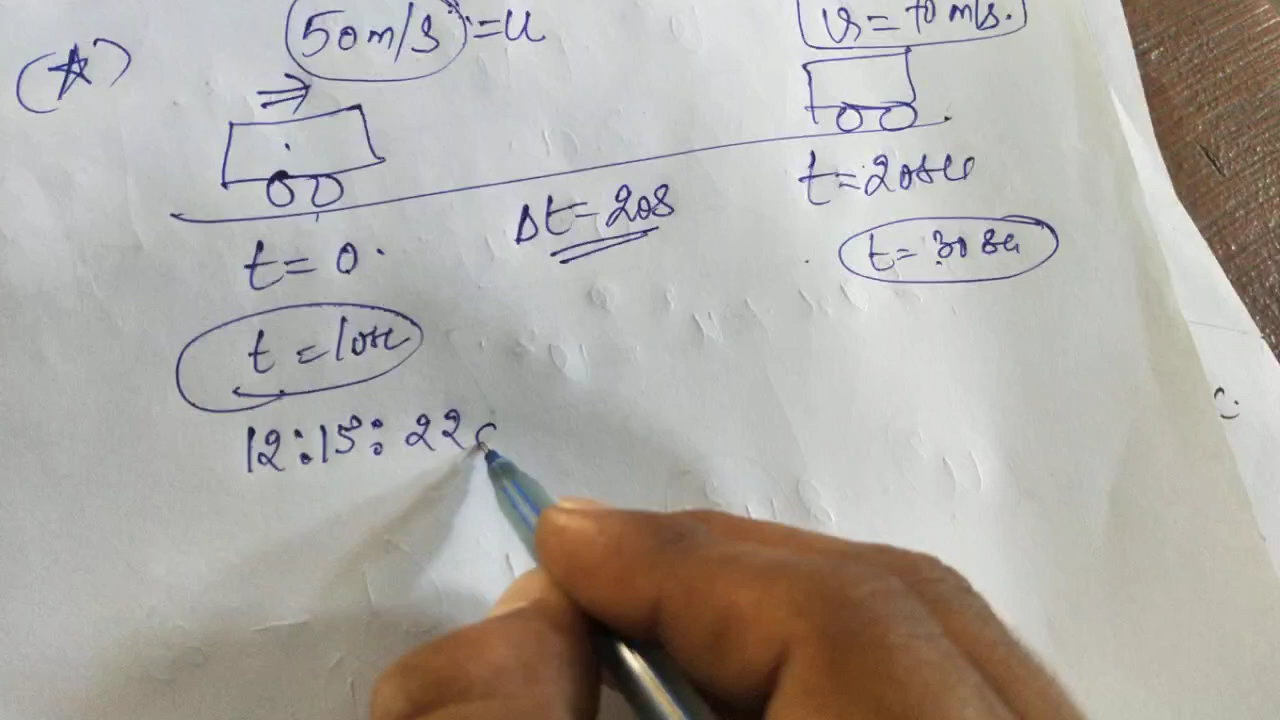 50m/s = u
v = 70 m/s.
(☆)
t = 0.
Δt = 20s
t = 20sec
t = 10sec
t = 30 sec
12:15:22 s